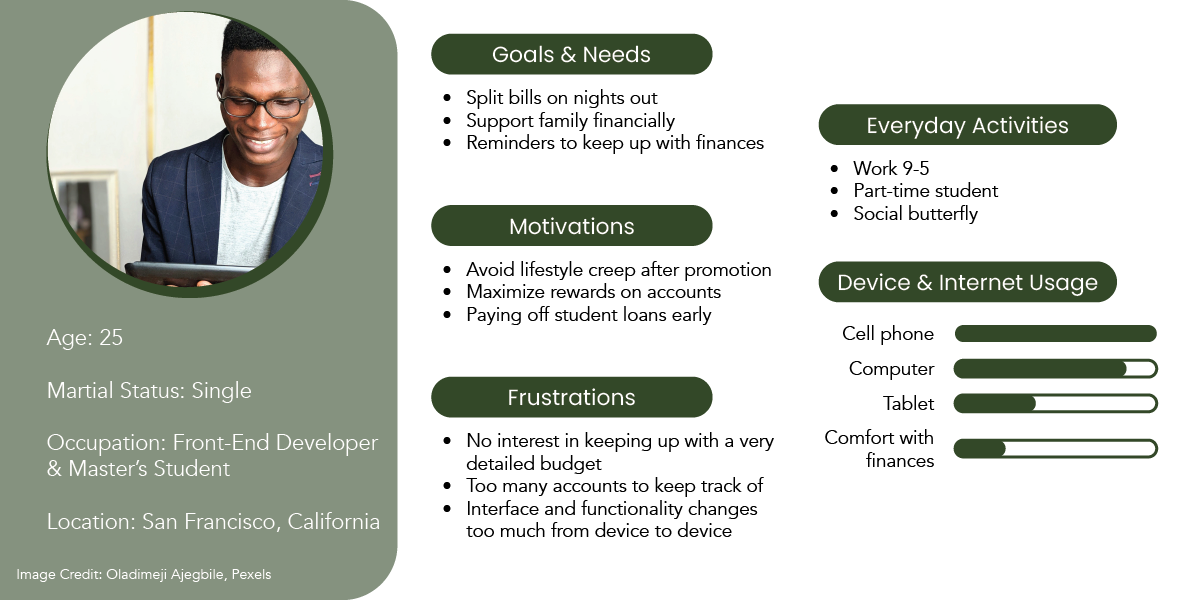 Age: 25
Martial Status: Single
Occupation: Front-End Developer
& Master’s Student
Location: San Francisco, California
Image Credit: Oladimeji Ajegbile, Pexels
Goals & Needs
• Split bills on nights out
• Support family financially
• Reminders to keep up with finances
Motivations
• Avoid lifestyle creep after promotion
• Maximize rewards on accounts
• Paying off student loans early
Frustrations
• No interest in keeping up with a very
detailed budget
• Too many accounts to keep track of
• Interface and functionality changes
too much from device to device
Everyday Activities
• Work 9-5
• Part-time student
• Social butterfly
Device & Internet Usage
Cell phone
Computer
Tablet
Comfort with
finances